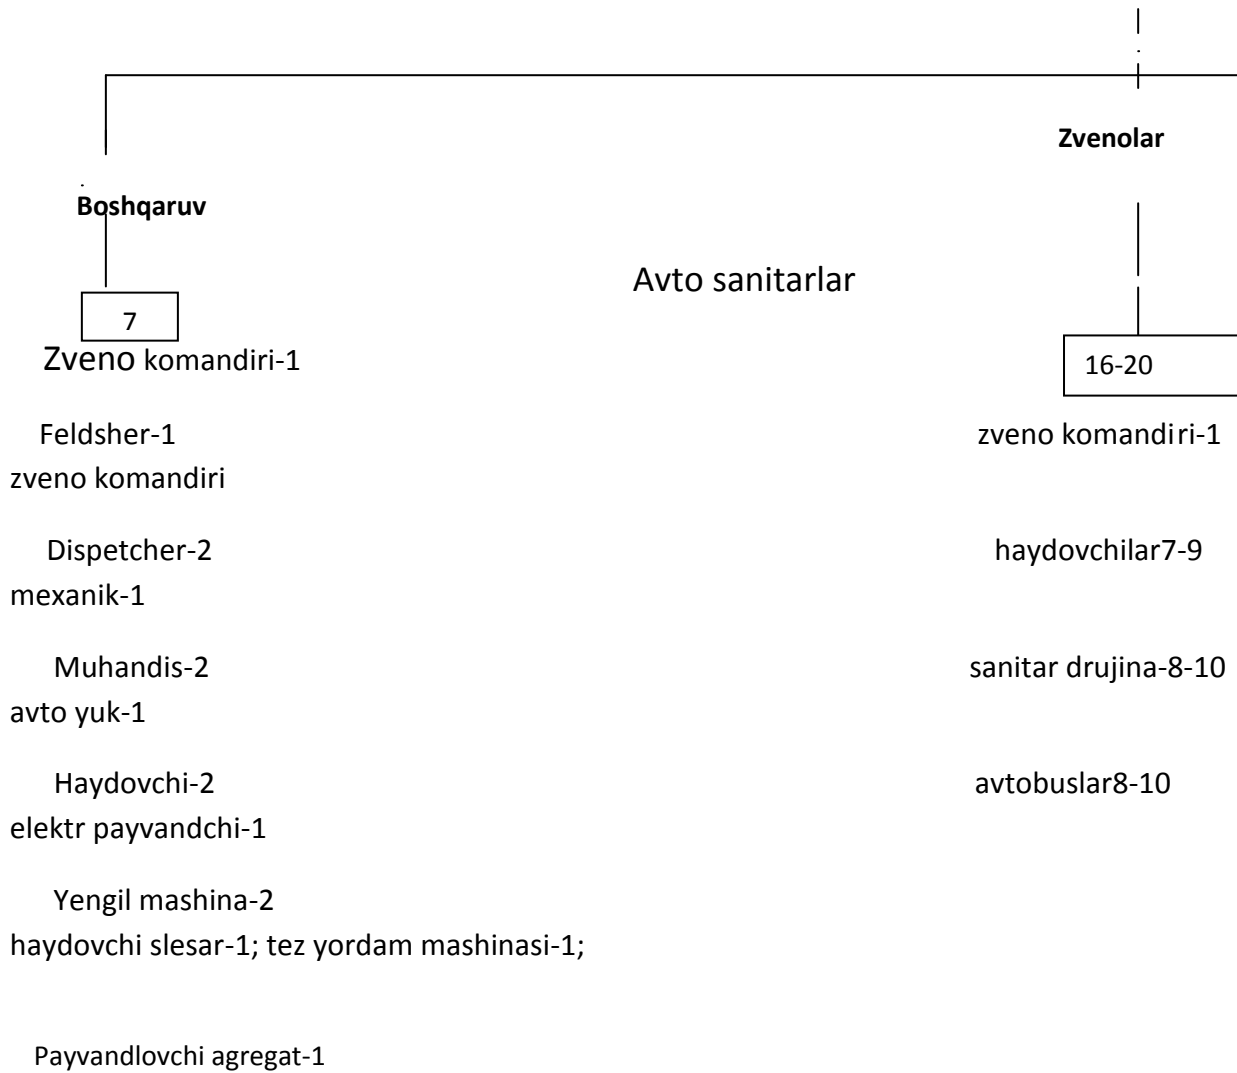 Zvenolar
Boshqaruv
Avto sanitarlar
7
Zveno komandiri-1
16-20
Feldsher-1
zveno komandiri-1
zveno komandiri
Dispetcher-2
haydovchilar7-9
mexanik-1
Muhandis-2
sanitar drujina-8-10
avto yuk-1
Haydovchi-2
avtobuslar8-10
elektr payvandchi-1
Yengil mashina-2
haydovchi slesar-1; tez yordam mashinasi-1;
Payvandlovchi agregat-1